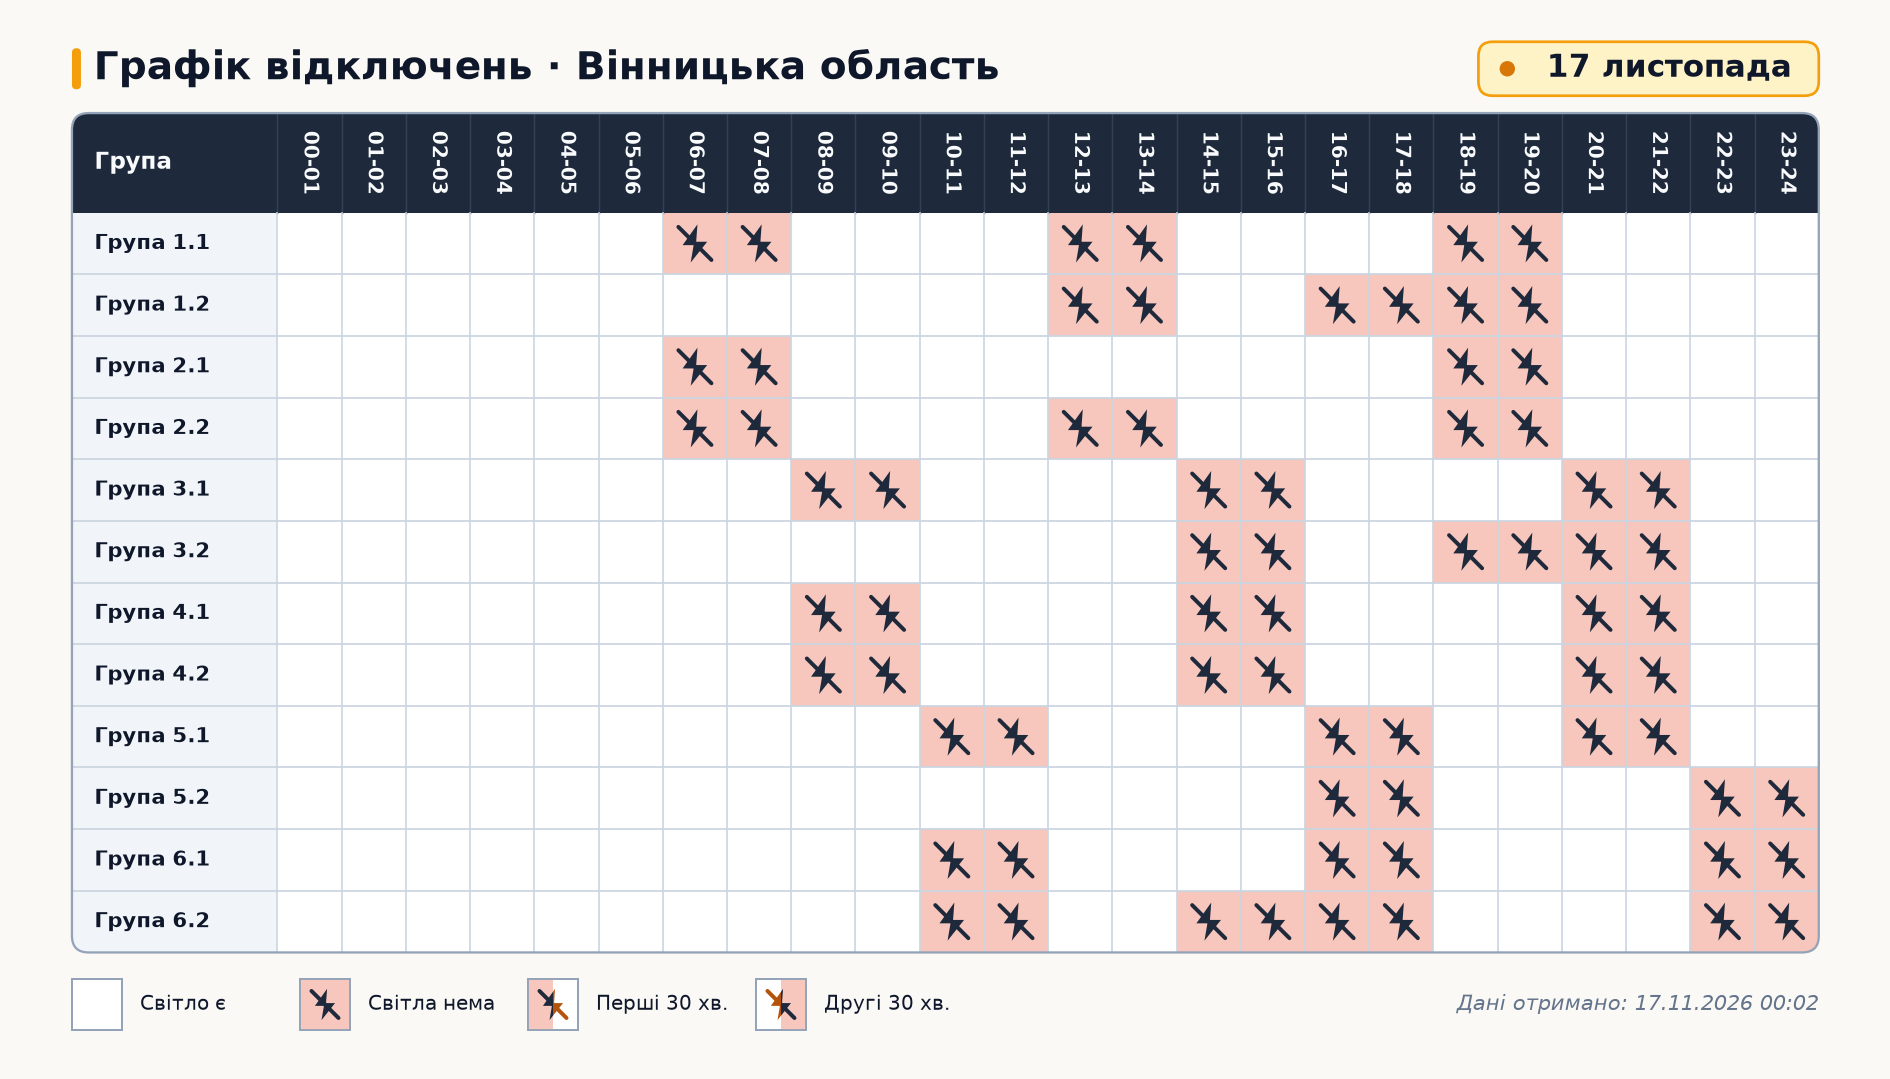 Графік відключень · Вінницька область
17 листопада
Група 00-01 01-02 02-03 03-04 04-05 05-06 06-07 07-08 08-09 09-10 10-11 11-12 12-13 13-14 14-15 15-16 16-17 17-18 18-19 19-20 20-21 21-22 22-23 23-24
Група 1.1
Група 1.2
Група 2.1
Група 2.2
Група 3.1
Група 3.2
Група 4.1
Група 4.2
Група 5.1
Група 5.2
Група 6.1
Група 6.2
Світло є
Світла нема
Перші 30 хв.
Другі 30 хв.
Дані отримано: 17.11.2026 00:02